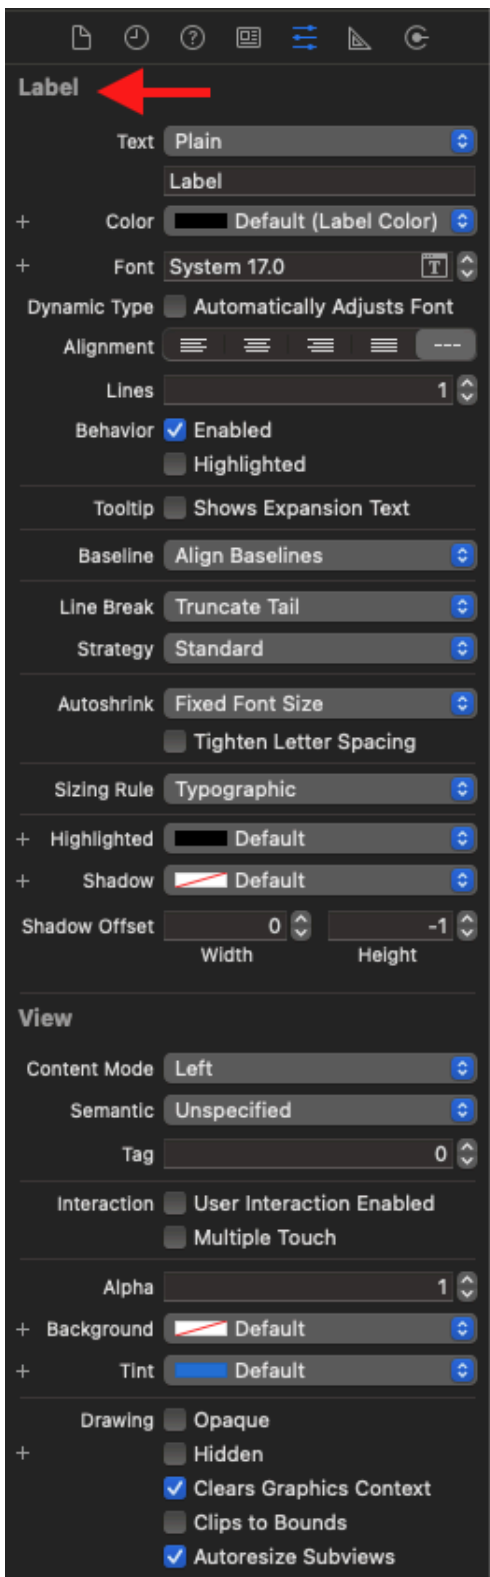 Label
Text Plain
Label
+ Color Default (Label Color)
+ Font System 17.0 T
Dynamic Type Automatically Adjusts Font
Alignment ---
Lines 1
Behavior Enabled
Highlighted
Tooltip Shows Expansion Text
Baseline Align Baselines
Line Break Truncate Tail
Strategy Standard
Autoshrink Fixed Font Size
Tighten Letter Spacing
Sizing Rule Typographic
+ Highlighted Default
+ Shadow Default
Shadow Offset 0 -1
Width Height
View
Content Mode Left
Semantic Unspecified
Tag 0
Interaction User Interaction Enabled
Multiple Touch
Alpha 1
+ Background Default
+ Tint Default
Drawing Opaque
+ Hidden
Clears Graphics Context
Clips to Bounds
Autoresize Subviews